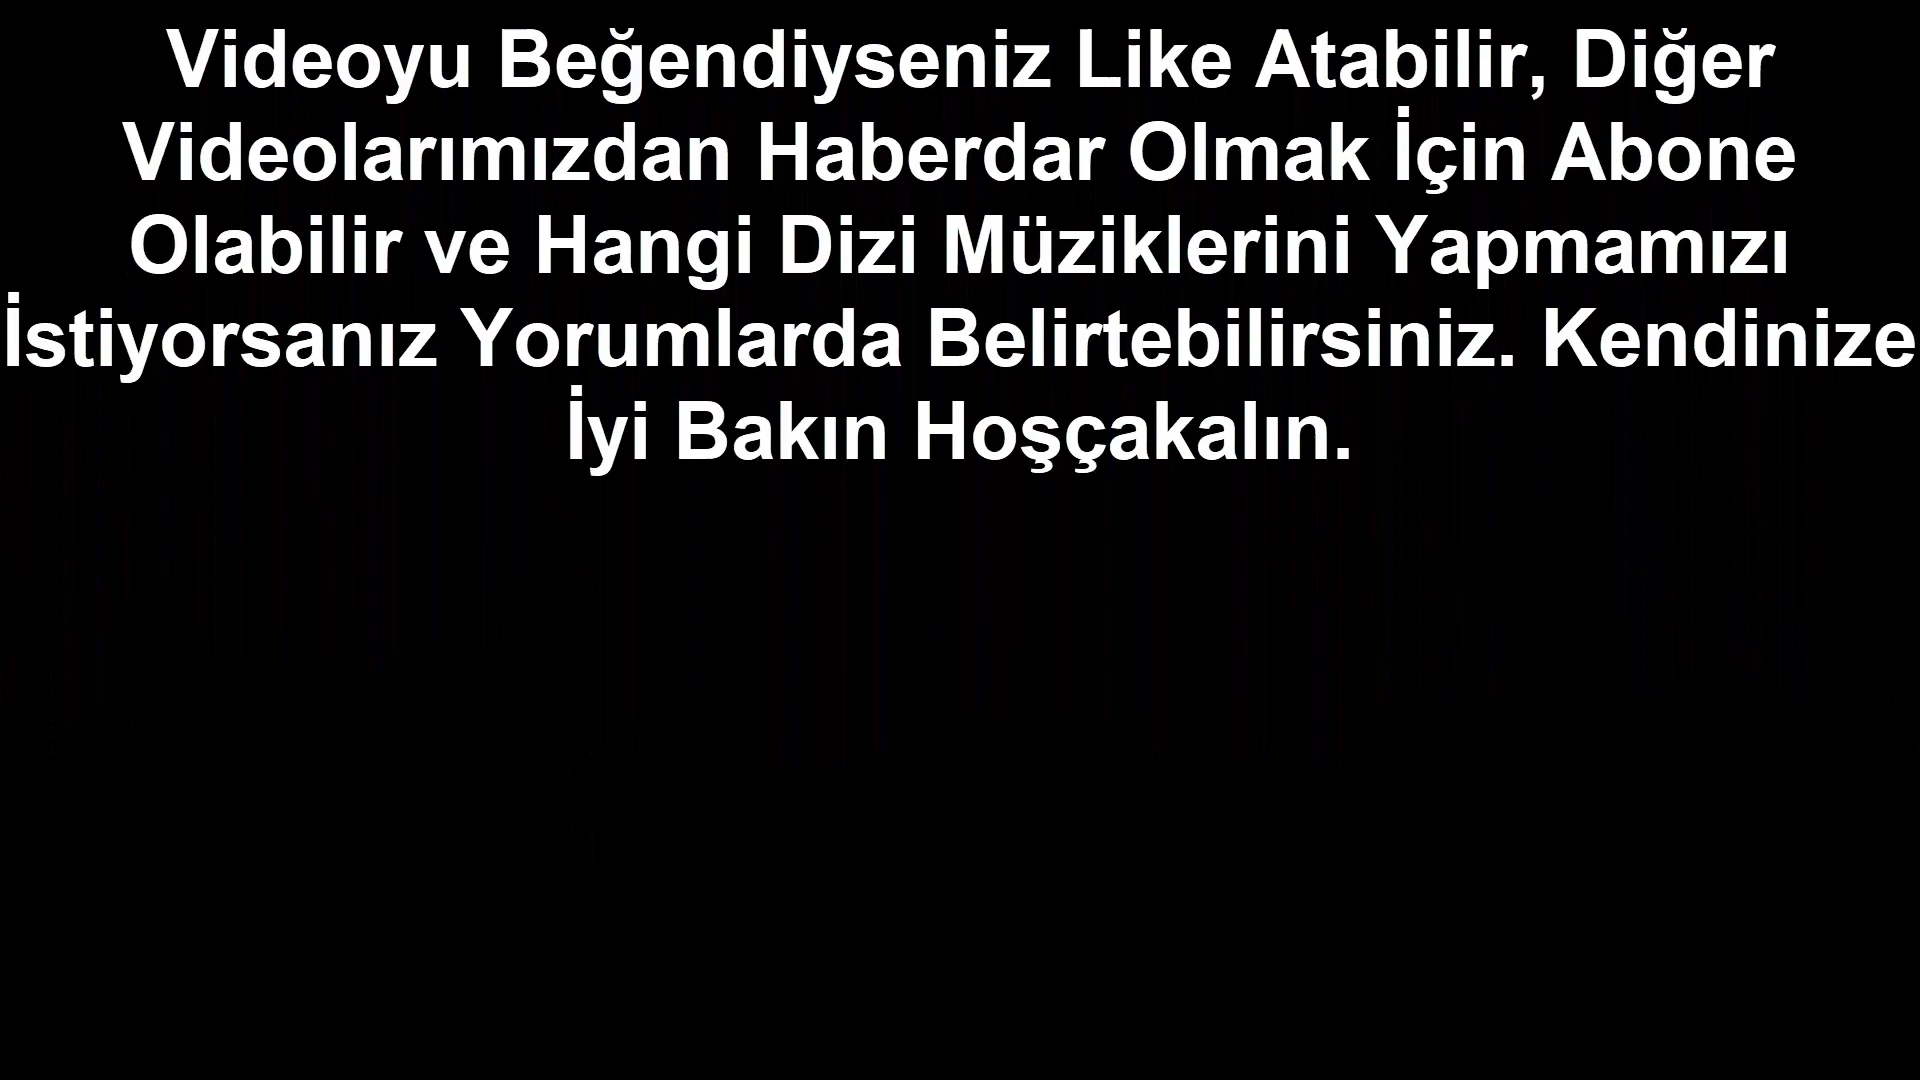 Videoyu Beğendiyseniz Like Atabilir, Diğer
Videolarımızdan Haberdar Olmak İçin Abone
Olabilir ve Hangi Dizi Müziklerini Yapmamızı
İstiyorsanız Yorumlarda Belirtebilirsiniz. Kendinize
İyi Bakın Hoşçakalın.